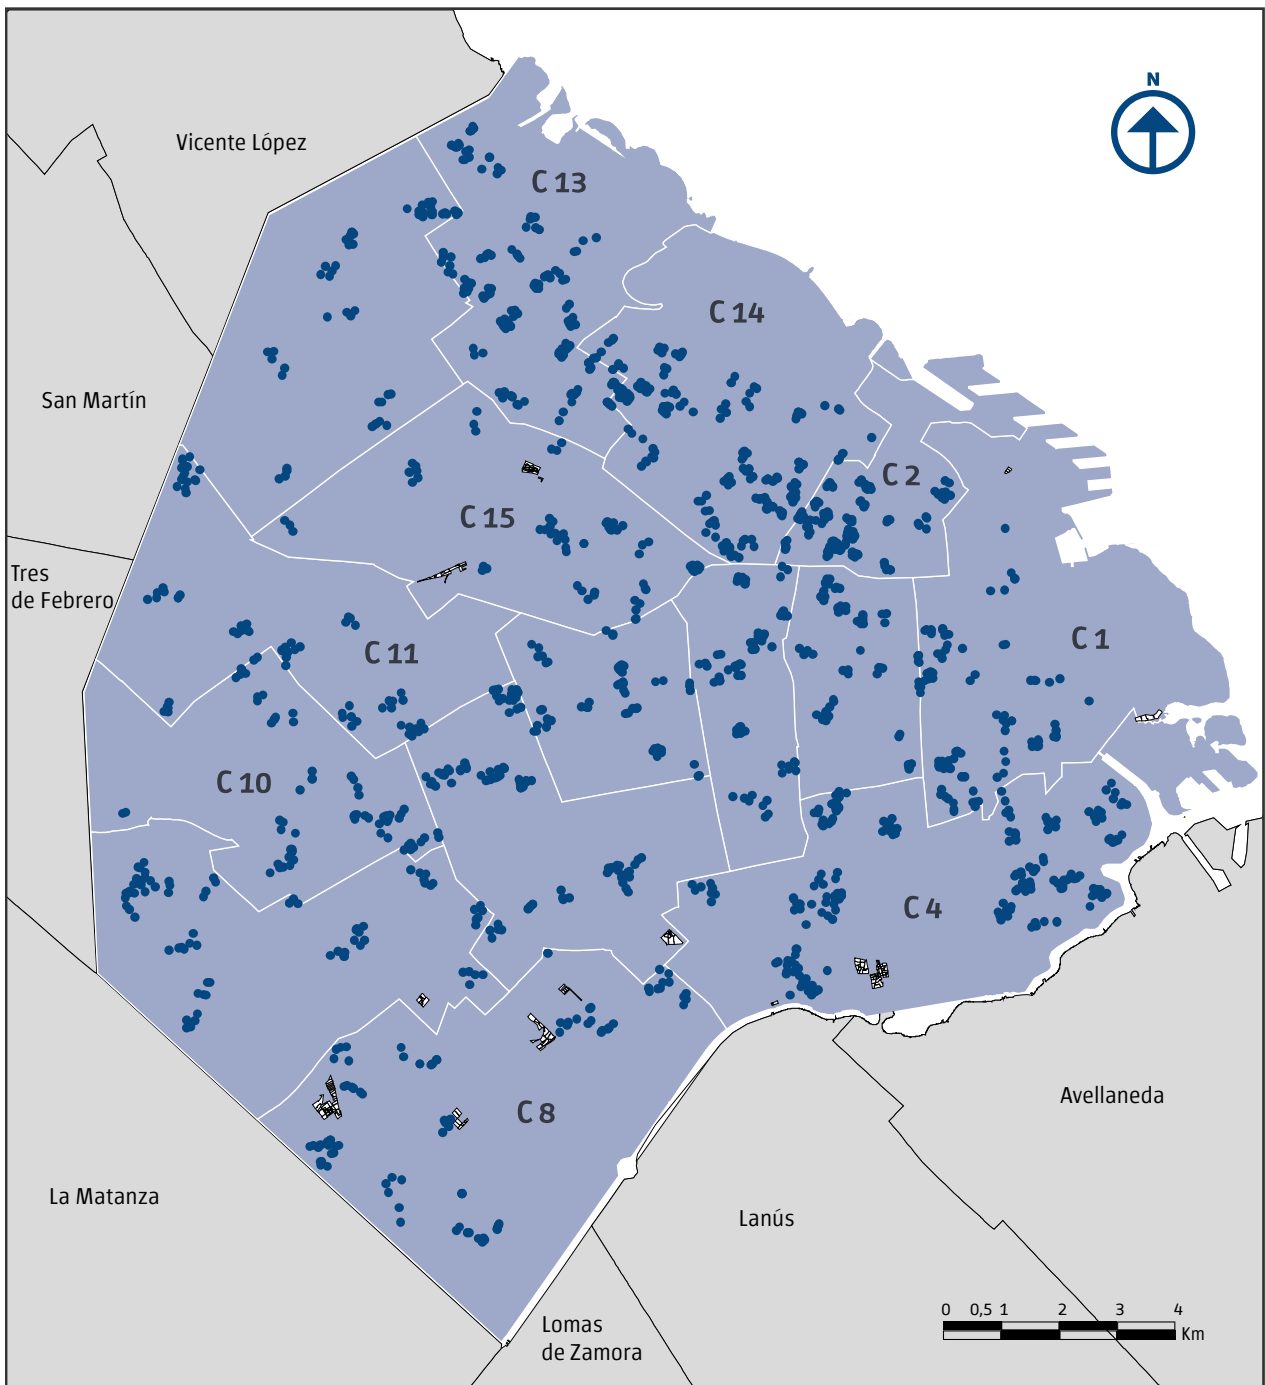 N
Vicente López
C 13
C 14
San Martín
C 2
C 15
Tres
de Febrero
C 11
C 1
C 10
C 4
C 8
Avellaneda
La Matanza
Lanús
Lomas
de Zamora
0 0,5 1 2 3 4
Km